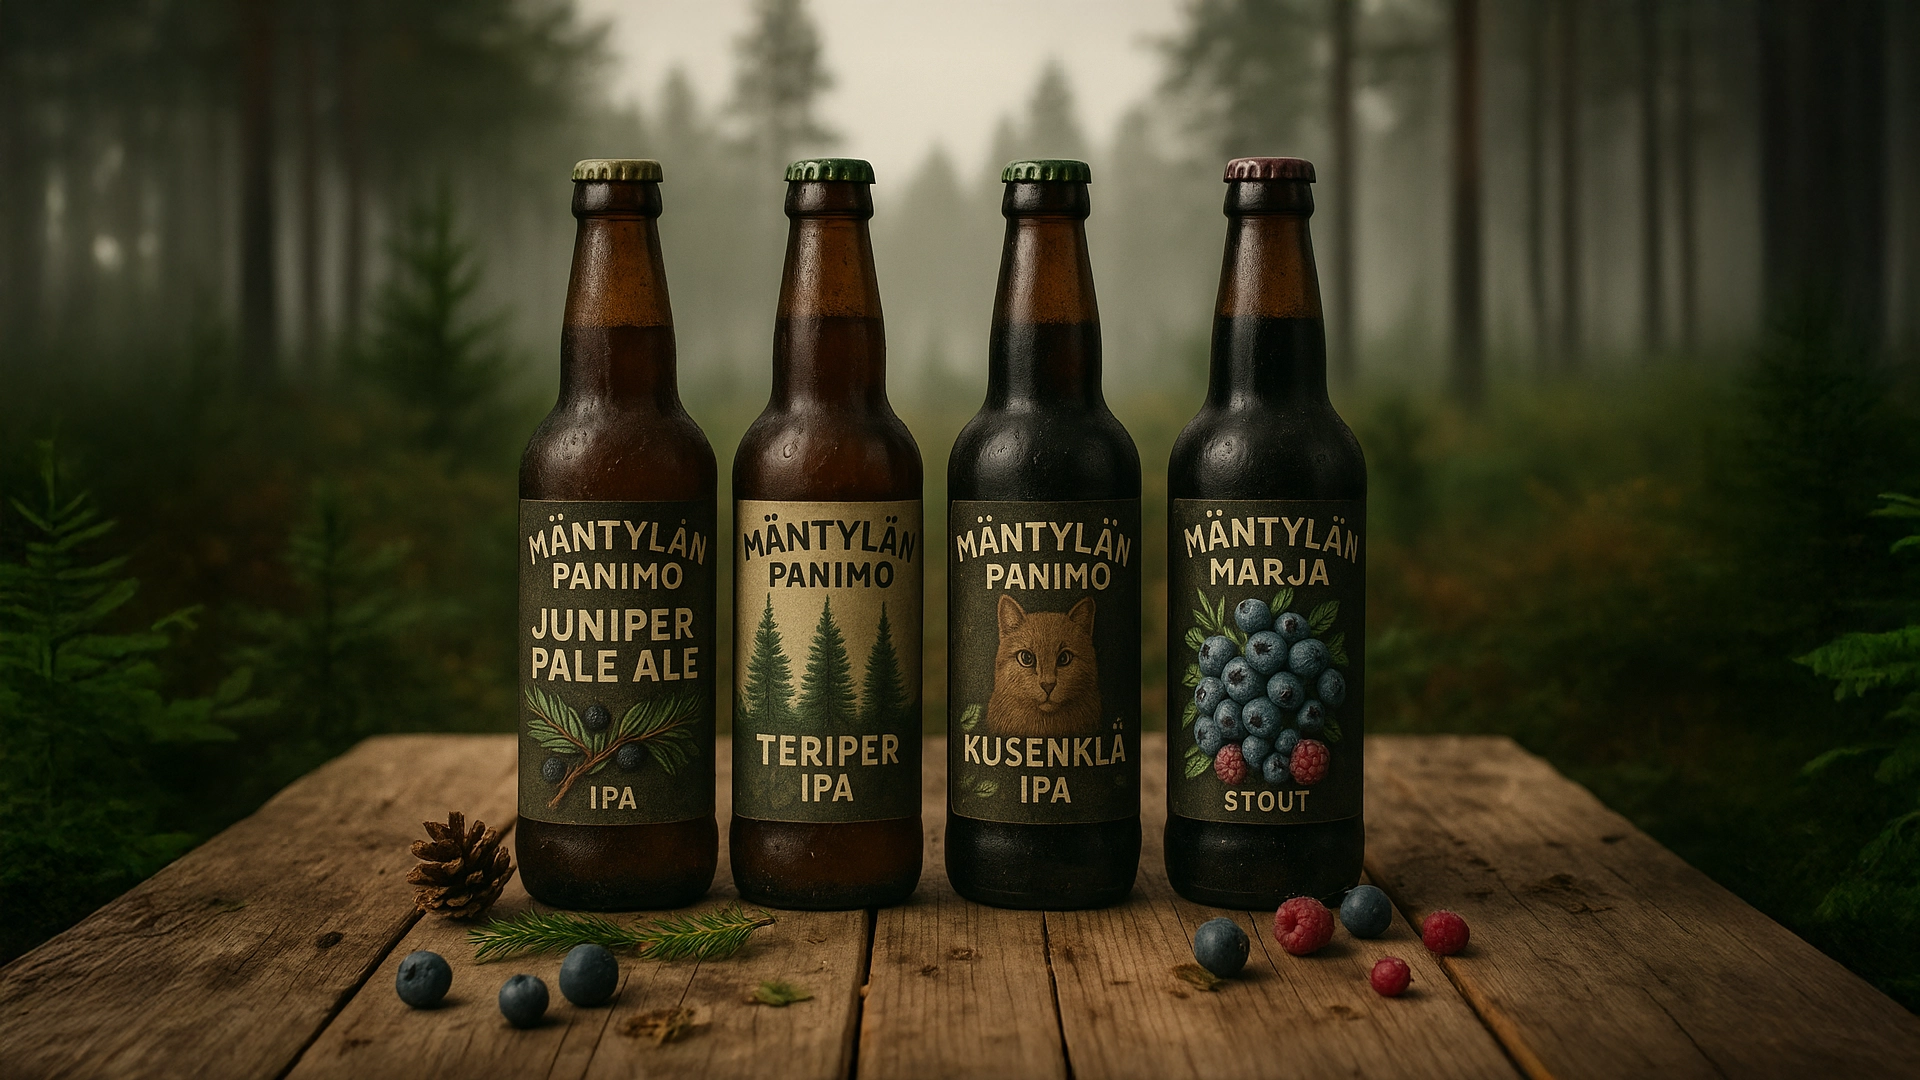 MÄNTYLÄN
PANIMO
JUNIPER
PALE ALE
IPA
MÄNTYLÄN
PANIMO
TERIPER
IPA
MÄNTYLÄN
PANIMO
KUSENKLÄ
IPA
MÄNTYLÄN
MARJA
STOUT